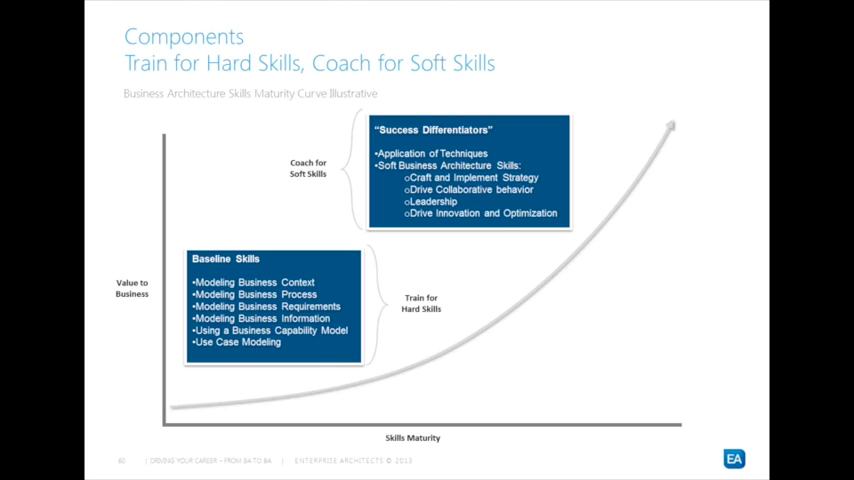 Components
Train for Hard Skills, Coach for Soft Skills
Business Architecture Skills Maturity Curve Illustrative
"Success Differentiators"
•Application of Techniques
•Soft Business Architecture Skills:
oCraft and Implement Strategy
oDrive Collaborative behavior
oLeadership
oDrive Innovation and Optimization
Coach for
Soft Skills
Baseline Skills
•Modeling Business Context
•Modeling Business Process
•Modeling Business Requirements
•Modeling Business Information
•Using a Business Capability Model
•Use Case Modeling
Value to
Business
Train for
Hard Skills
Skills Maturity
60 | DRIVING YOUR CAREER – FROM BA TO BA | ENTERPRISE ARCHITECTS © 2013
EA